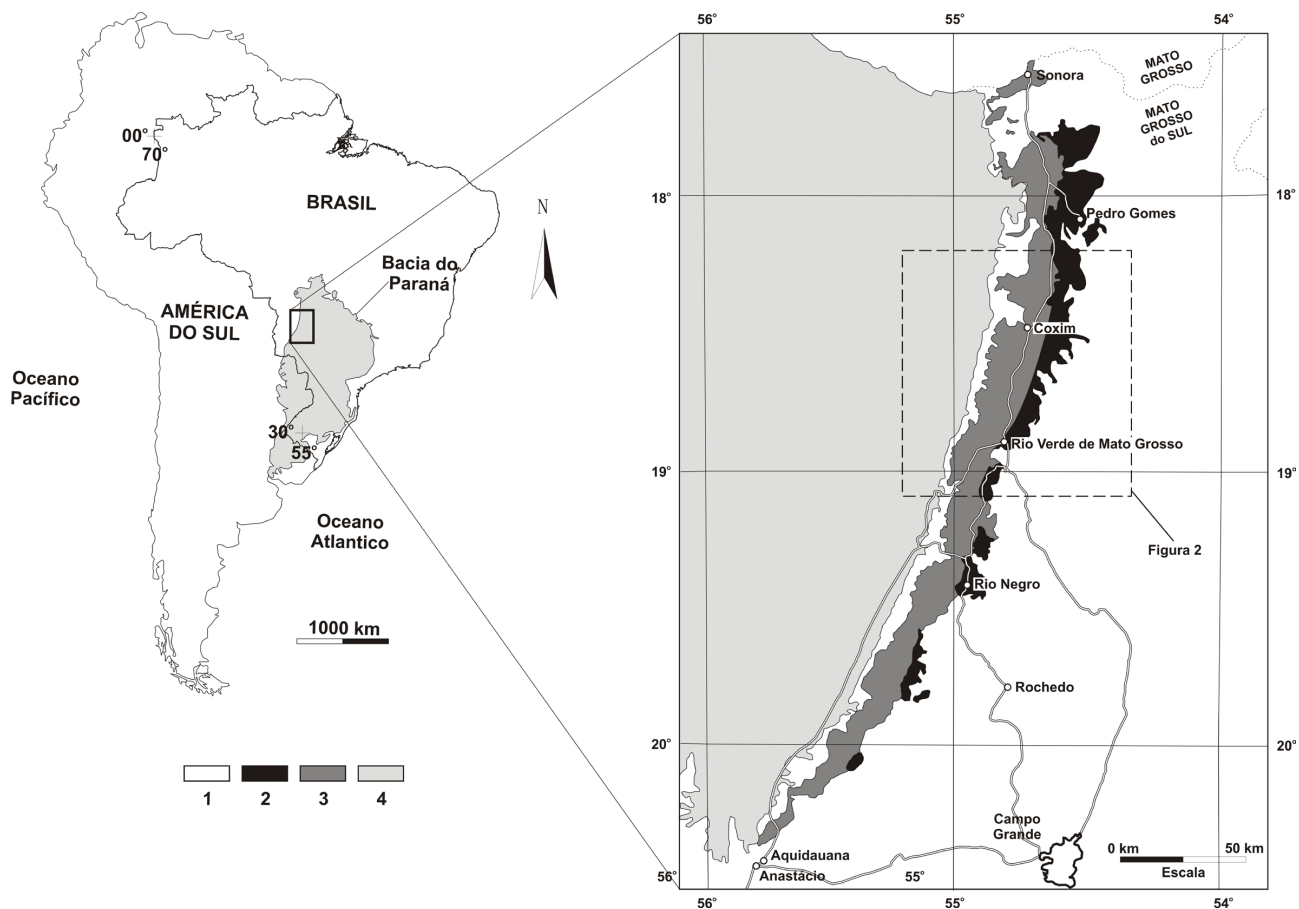 00°
70°
BRASIL
N
Bacia do
Paraná
AMÉRICA
DO SUL
Oceano
Pacífico
30°
55°
Oceano
Atlantico
1000 km
1
2
3
4
56°
55°
54°
MATO
GROSSO
Sonora
MATO
GROSSO
do SUL
18°
18°
Pedro Gomes
Coxim
Rio Verde de Mato Grosso
19°
19°
Figura 2
Rio Negro
Rochedo
20°
20°
Campo
Grande
0 km
50 km
Escala
Aquidauana
Anastácio
56°
55°
56°
55°
54°